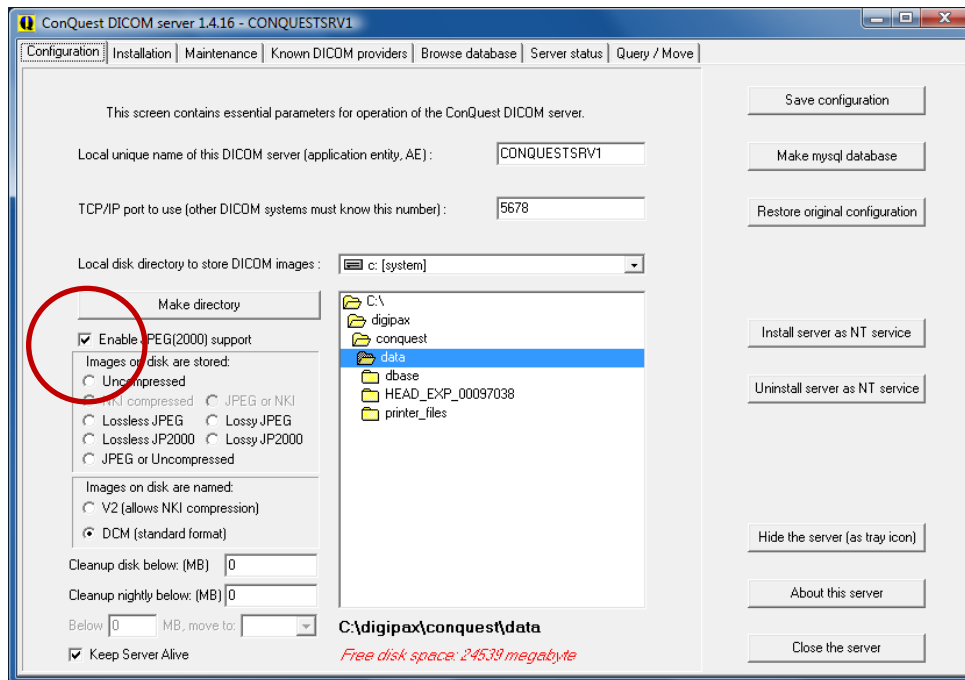 ConQuest DICOM server 1.4.16 - CONQUESTSRV1
Configuration Installation Maintenance Known DICOM providers Browse database Server status Query / Move
This screen contains essential parameters for operation of the ConQuest DICOM server.
Local unique name of this DICOM server (application entity, AE) : CONQUESTSRV1
TCP/IP port to use (other DICOM systems must know this number) : 5678
Local disk directory to store DICOM images : c: [system]
Make directory
Enable JPEG(2000) support
Images on disk are stored:
Uncompressed
NKI compressed JPEG or NKI
Lossless JPEG Lossy JPEG
Lossless JP2000 Lossy JP2000
JPEG or Uncompressed
Images on disk are named:
V2 (allows NKI compression)
DCM (standard format)
Cleanup disk below: (MB) 0
Cleanup nightly below: (MB) 0
Below 0 MB, move to:
Keep Server Alive
C:\
digipax
conquest
data
dbase
HEAD_EXP_00097038
printer_files
C:\digipax\conquest\data
Free disk space: 24539 megabyte
Save configuration
Make mysql database
Restore original configuration
Install server as NT service
Uninstall server as NT service
Hide the server (as tray icon)
About this server
Close the server